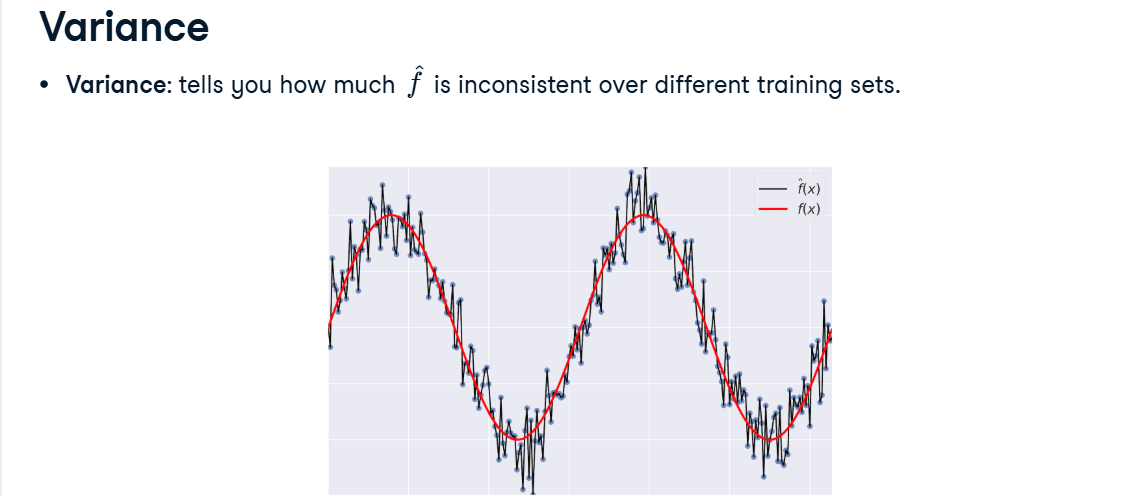 Variance
• Variance: tells you how much f̂ is inconsistent over different training sets.
f̂(x)
f(x)